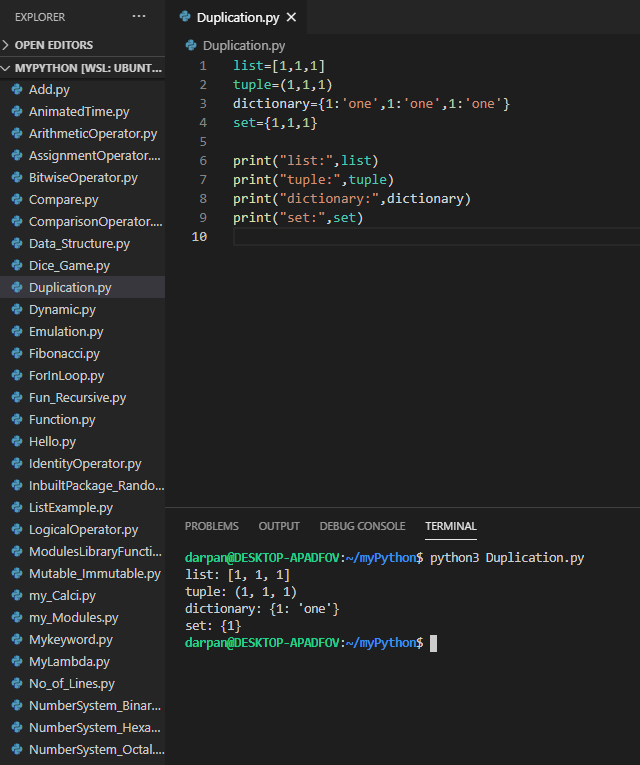 EXPLORER
···
OPEN EDITORS
MYPYTHON [WSL: UBUNT...
Add.py
AnimatedTime.py
ArithmeticOperator.py
AssignmentOperator....
BitwiseOperator.py
Compare.py
ComparisonOperator....
Data_Structure.py
Dice_Game.py
Duplication.py
Dynamic.py
Emulation.py
Fibonacci.py
ForInLoop.py
Fun_Recursive.py
Function.py
Hello.py
IdentityOperator.py
InbuiltPackage_Rando...
ListExample.py
LogicalOperator.py
ModulesLibraryFuncti...
Mutable_Immutable.py
my_Calci.py
my_Modules.py
Mykeyword.py
MyLambda.py
No_of_Lines.py
NumberSystem_Binar...
NumberSystem_Hexa...
NumberSystem_Octal....
Duplication.py
Duplication.py
1 list=[1,1,1]
2 tuple=(1,1,1)
3 dictionary={1:'one',1:'one',1:'one'}
4 set={1,1,1}
5
6 print("list:",list)
7 print("tuple:",tuple)
8 print("dictionary:",dictionary)
9 print("set:",set)
10
PROBLEMS OUTPUT DEBUG CONSOLE TERMINAL
darpan@DESKTOP-APADFOV:~/myPython$ python3 Duplication.py
list: [1, 1, 1]
tuple: (1, 1, 1)
dictionary: {1: 'one'}
set: {1}
darpan@DESKTOP-APADFOV:~/myPython$